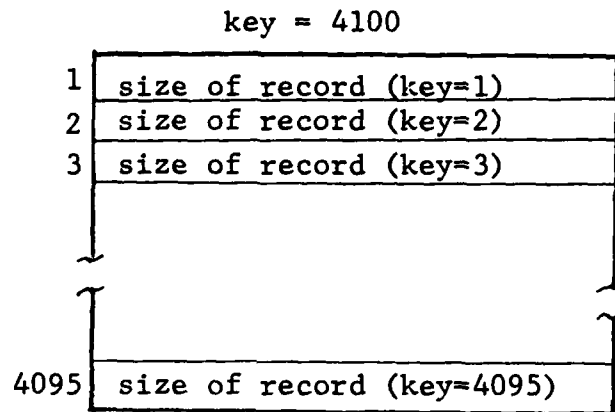 key = 4100
1 size of record (key=1)
2 size of record (key=2)
3 size of record (key=3)
4095 size of record (key=4095)